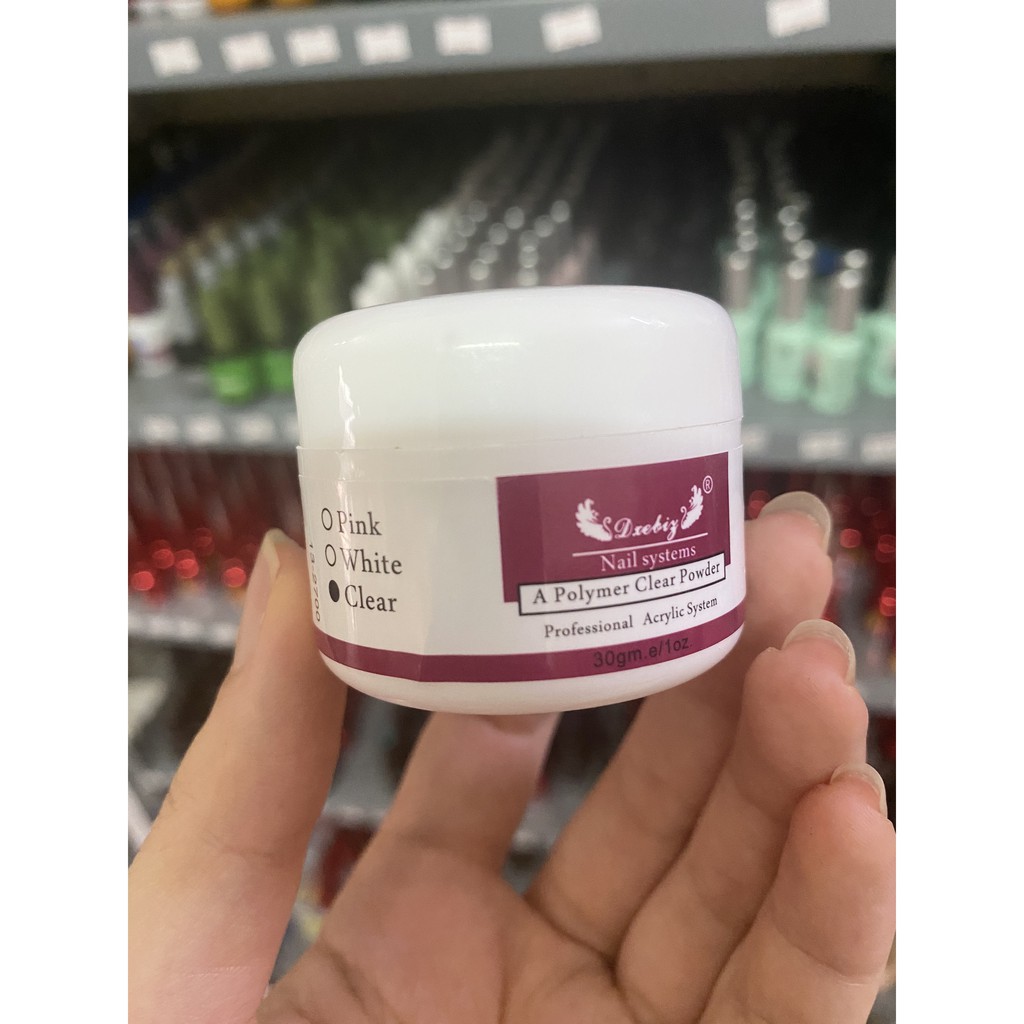 Pink
White
Clear
Dxebiz®
Nail systems
A Polymer Clear Powder
Professional Acrylic System
30gm.e/1oz